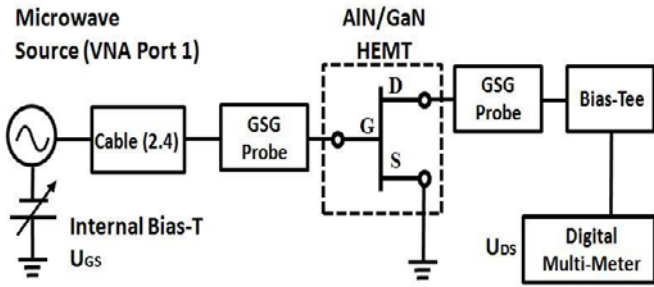 Microwave
Source (VNA Port 1)
AlN/GaN
HEMT
Cable (2.4)
GSG
Probe
G
D
S
GSG
Probe
Bias-Tee
Internal Bias-T
UGS
UDS
Digital
Multi-Meter